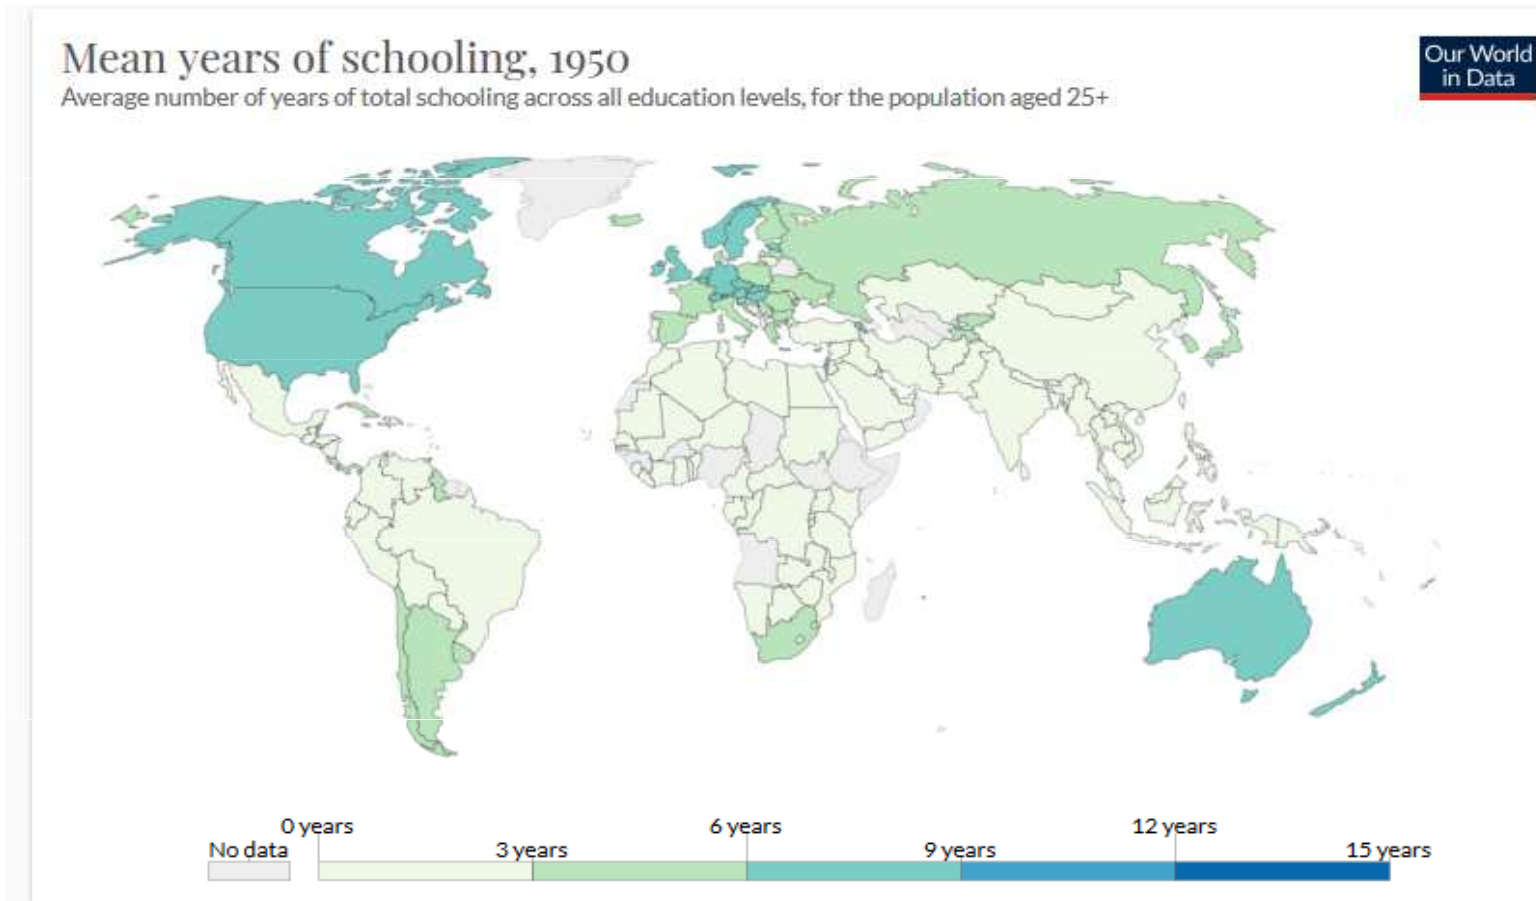 Mean years of schooling, 1950
Average number of years of total schooling across all education levels, for the population aged 25+
Our World
in Data
0 years
6 years
12 years
No data
3 years
9 years
15 years